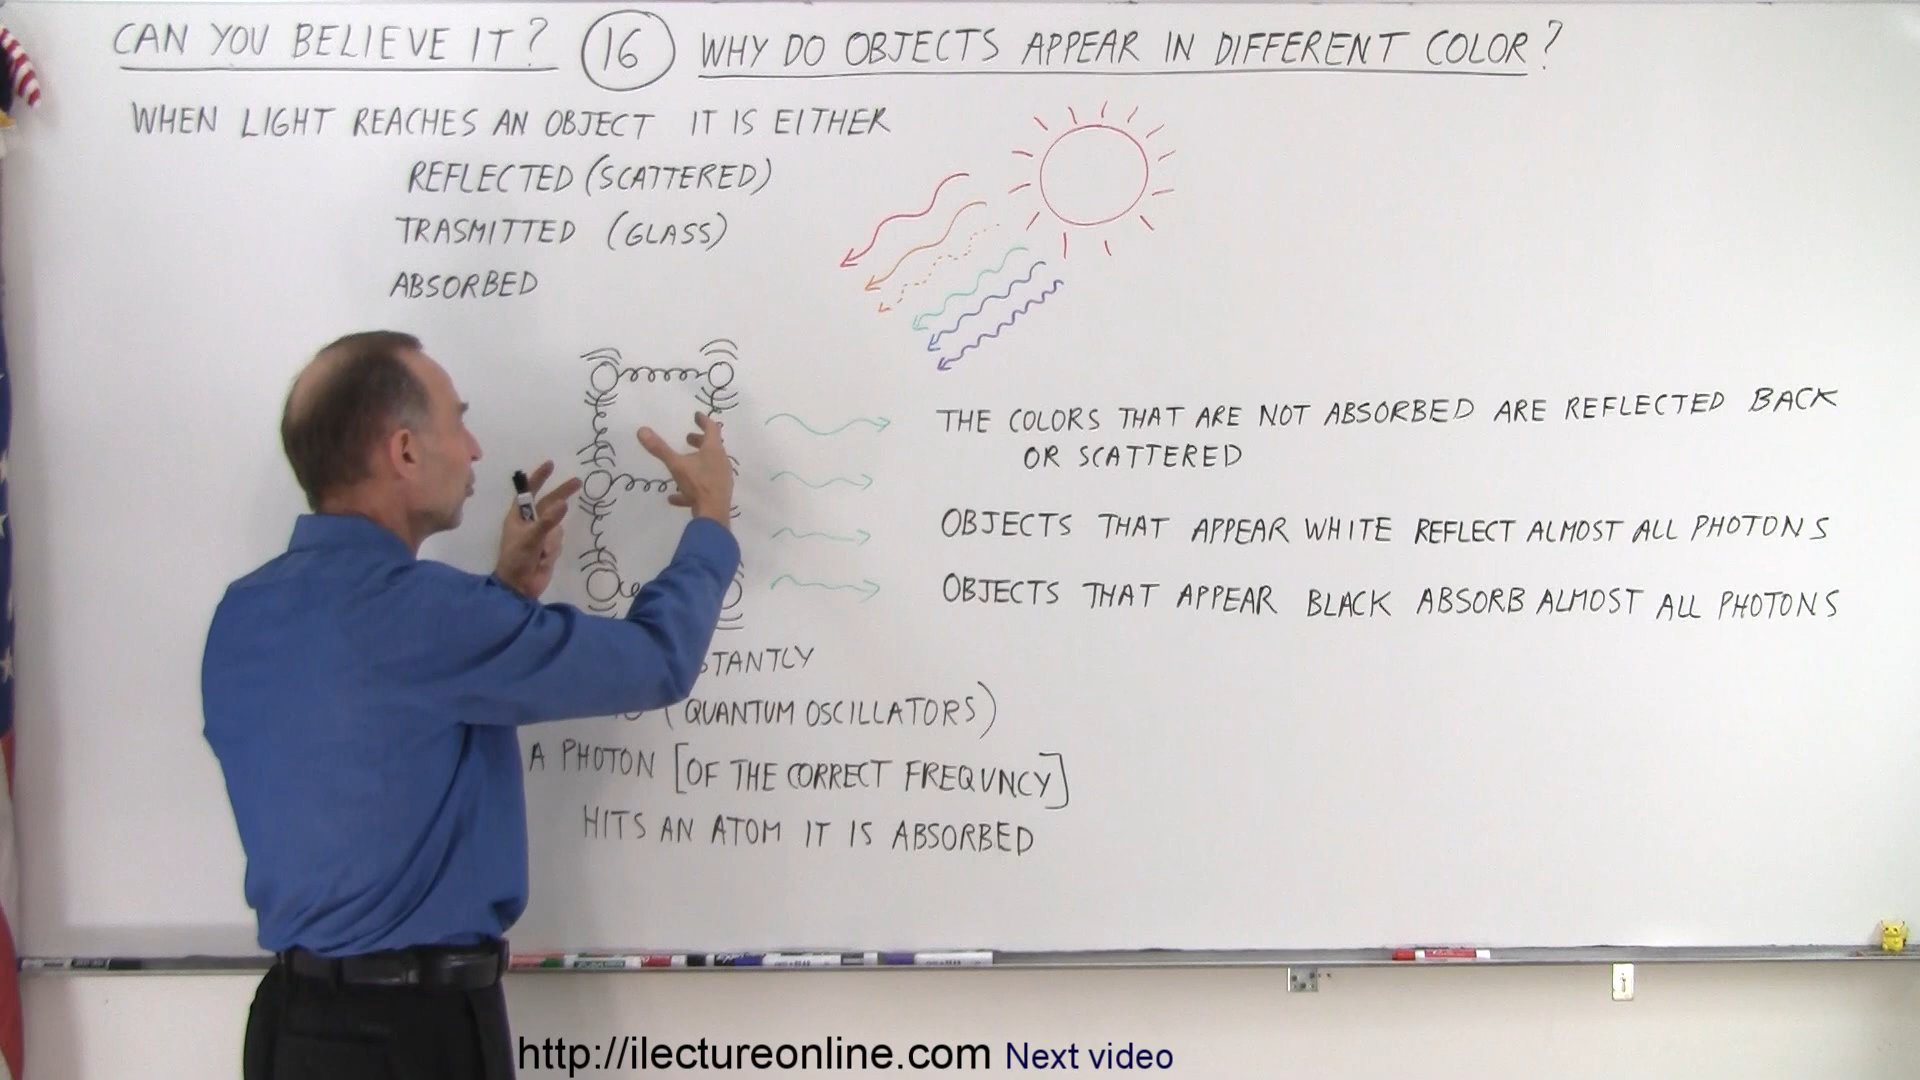 CAN YOU BELIEVE IT? 16 WHY DO OBJECTS APPEAR IN DIFFERENT COLOR?
WHEN LIGHT REACHES AN OBJECT IT IS EITHER
REFLECTED (SCATTERED)
TRASMITTED (GLASS)
ABSORBED
THE COLORS THAT ARE NOT ABSORBED ARE REFLECTED BACK
OR SCATTERED
OBJECTS THAT APPEAR WHITE REFLECT ALMOST ALL PHOTONS
OBJECTS THAT APPEAR BLACK ABSORB ALMOST ALL PHOTONS
STANTLY
(QUANTUM OSCILLATORS)
A PHOTON [OF THE CORRECT FREQUNCY]
HITS AN ATOM IT IS ABSORBED
http://ilectureonline.com Next video